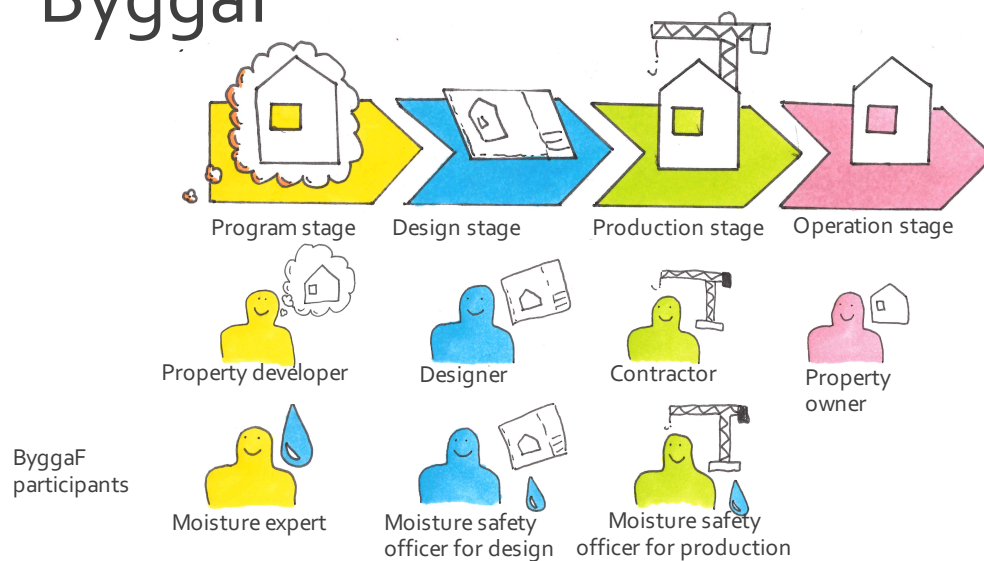 ByggaF
Program stage
Design stage
Production stage
Operation stage
Property developer
Designer
Contractor
Property
owner
ByggaF
participants
Moisture expert
Moisture safety
officer for design
Moisture safety
officer for production